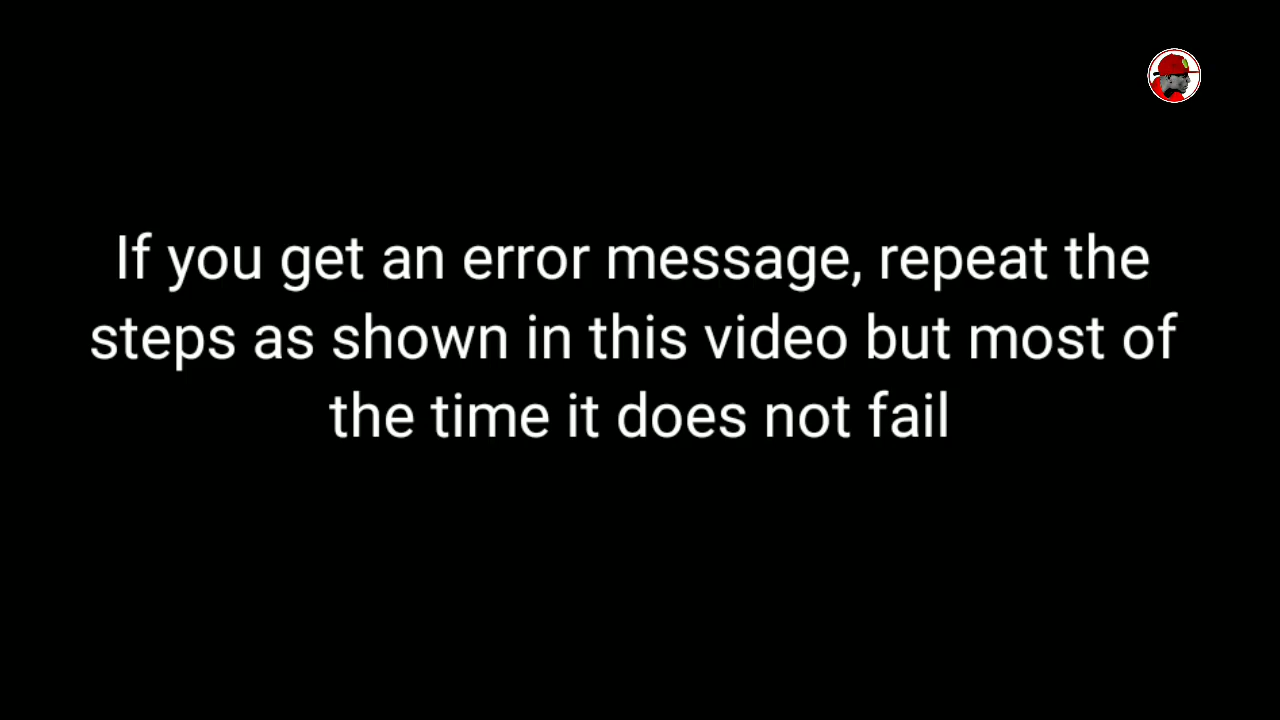 If you get an error message, repeat the
steps as shown in this video but most of
the time it does not fail